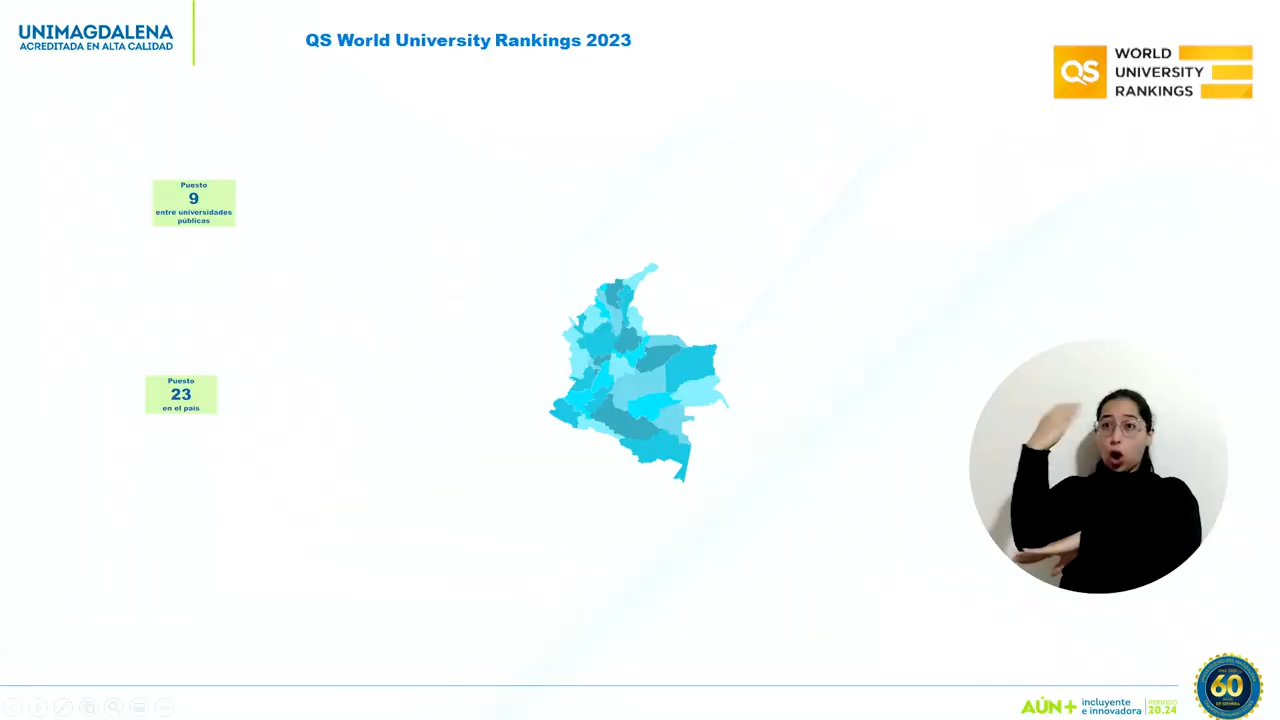 UNIMAGDALENA
ACREDITADA EN ALTA CALIDAD
QS World University Rankings 2023
QS
WORLD
UNIVERSITY
RANKINGS
Puesto
9
entre universidades
públicas
Puesto
23
en el país
AÚN+
incluyente
e innovadora
PERIODO
20.24
60